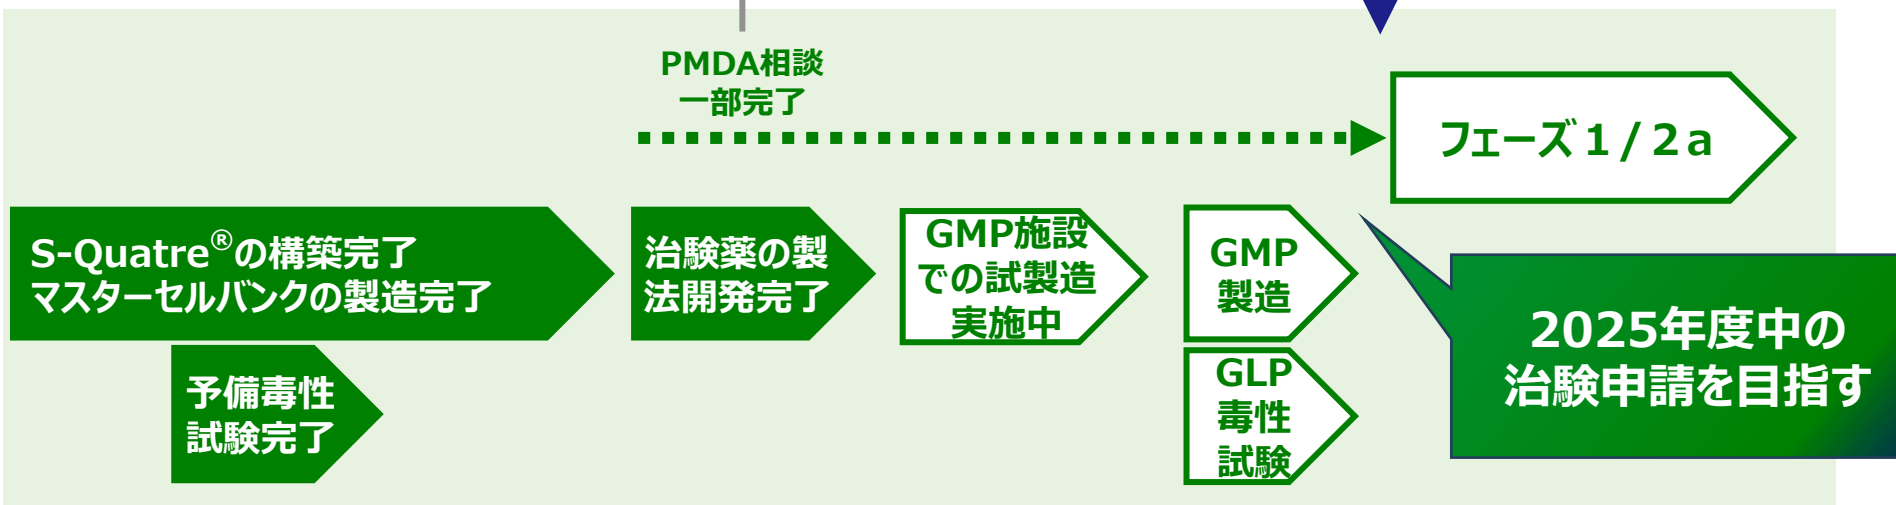 PMDA相談
一部完了
フェーズ１/２a
S-Quatre®の構築完了
マスターセルバンクの製造完了
治験薬の製
法開発完了
GMP施設
での試製造
実施中
GMP
製造
予備毒性
試験完了
GLP
毒性
試験
2025年度中の
治験申請を目指す